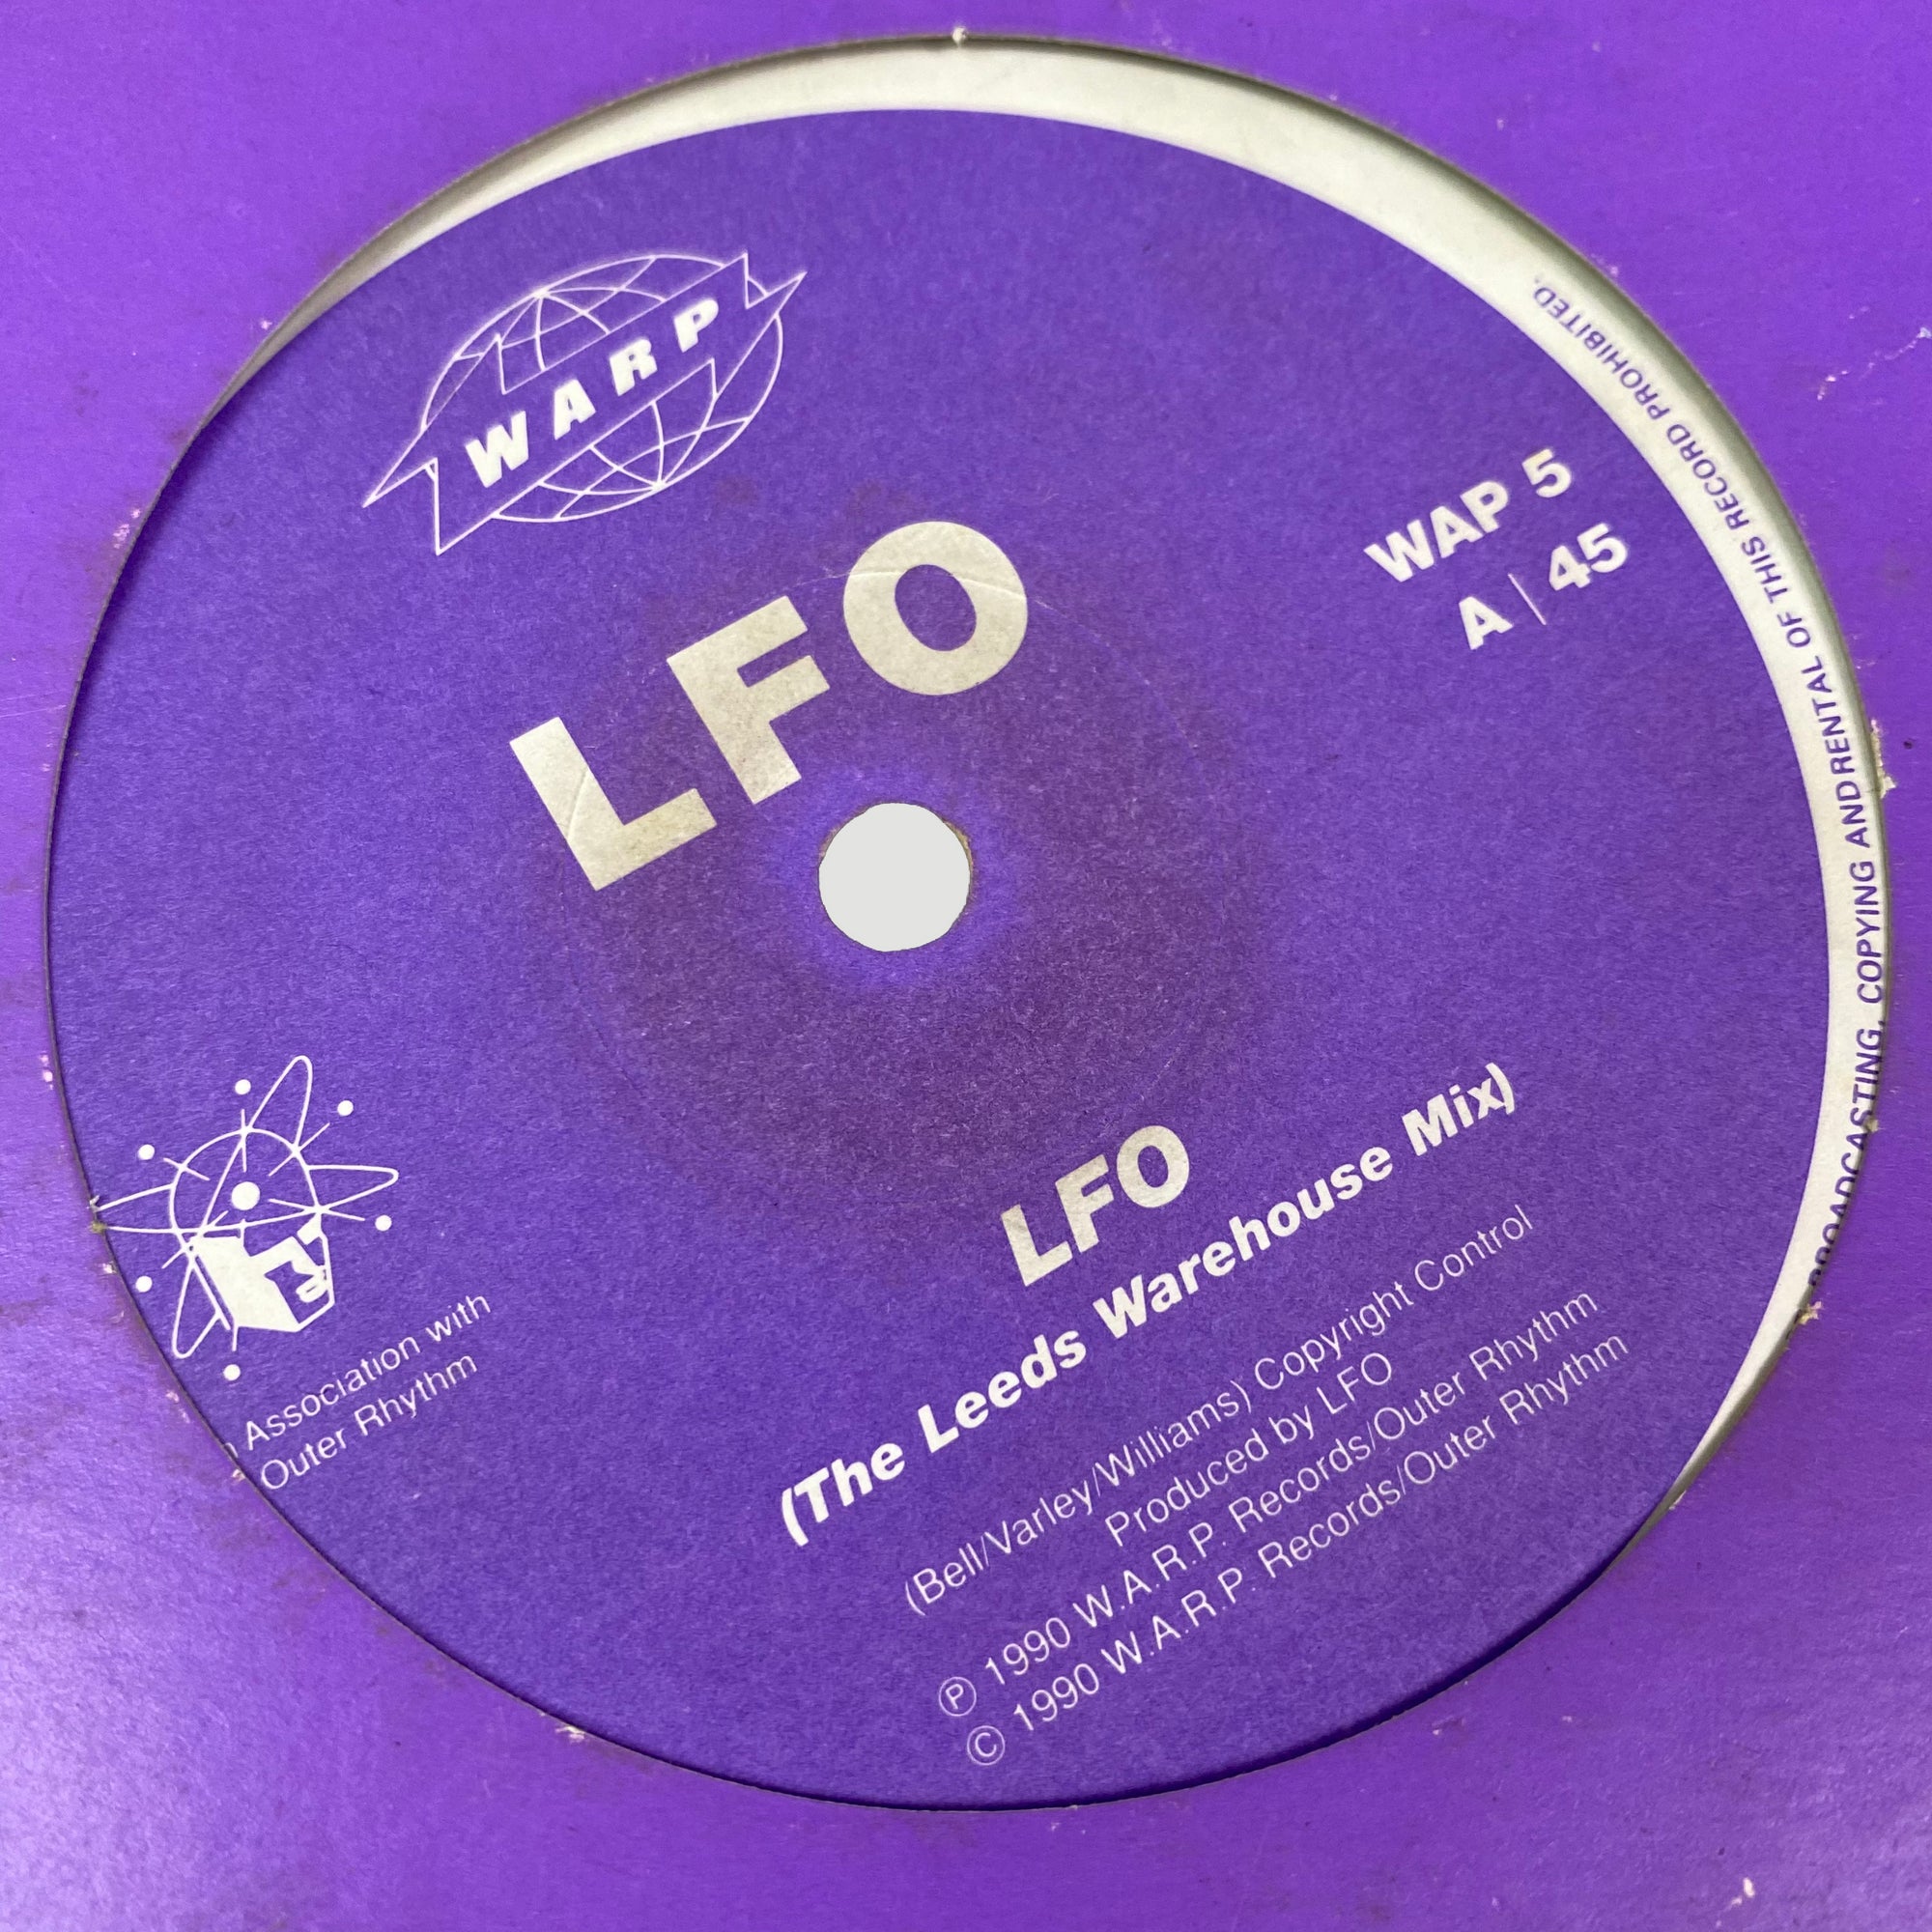 WARP
LFO
WAP 5
A | 45
LFO
(The Leeds Warehouse Mix)
(Bell/Varley/Williams) Copyright Control
Produced by LFO
Ⓟ 1990 W.A.R.P. Records/Outer Rhythm
© 1990 W.A.R.P. Records/Outer Rhythm
Association with
Outer Rhythm
BROADCASTING, COPYING AND RENTAL OF THIS RECORD PROHIBITED.